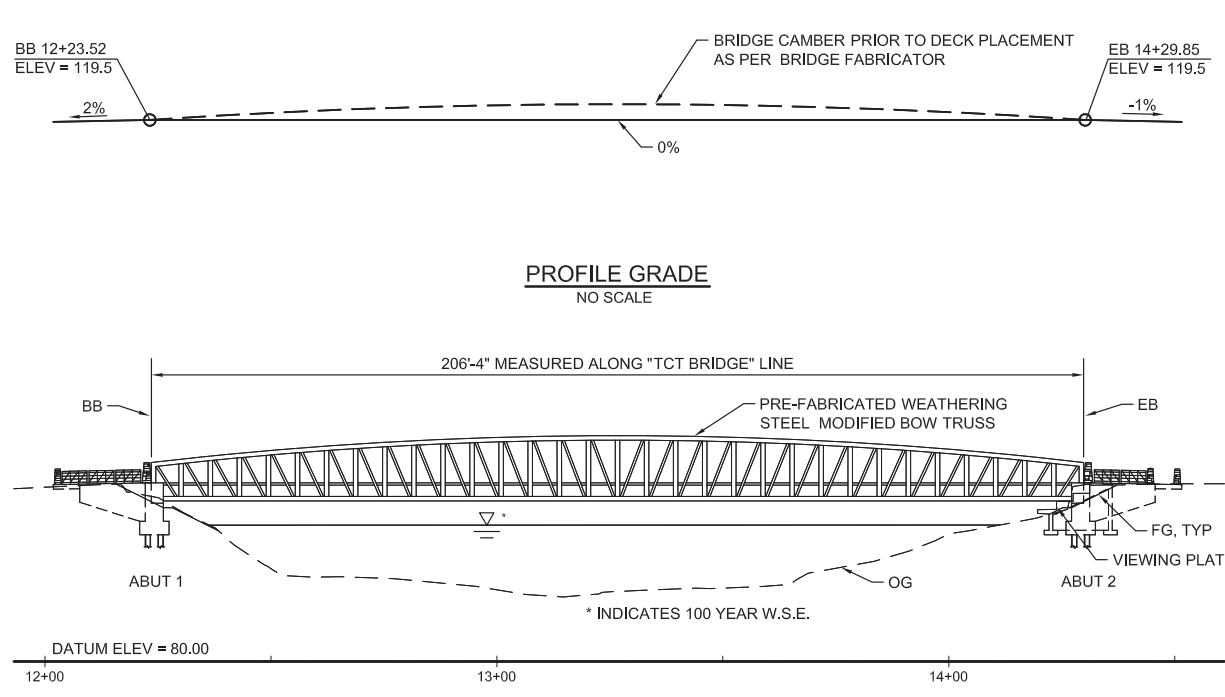 BB 12+23.52
ELEV = 119.5
BRIDGE CAMBER PRIOR TO DECK PLACEMENT
AS PER BRIDGE FABRICATOR
EB 14+29.85
ELEV = 119.5
2%
-1%
0%
PROFILE GRADE
NO SCALE
206'-4" MEASURED ALONG "TCT BRIDGE" LINE
BB
PRE-FABRICATED WEATHERING
STEEL MODIFIED BOW TRUSS
EB
*
FG, TYP
VIEWING PLAT
ABUT 1
OG
ABUT 2
* INDICATES 100 YEAR W.S.E.
DATUM ELEV = 80.00
12+00
13+00
14+00